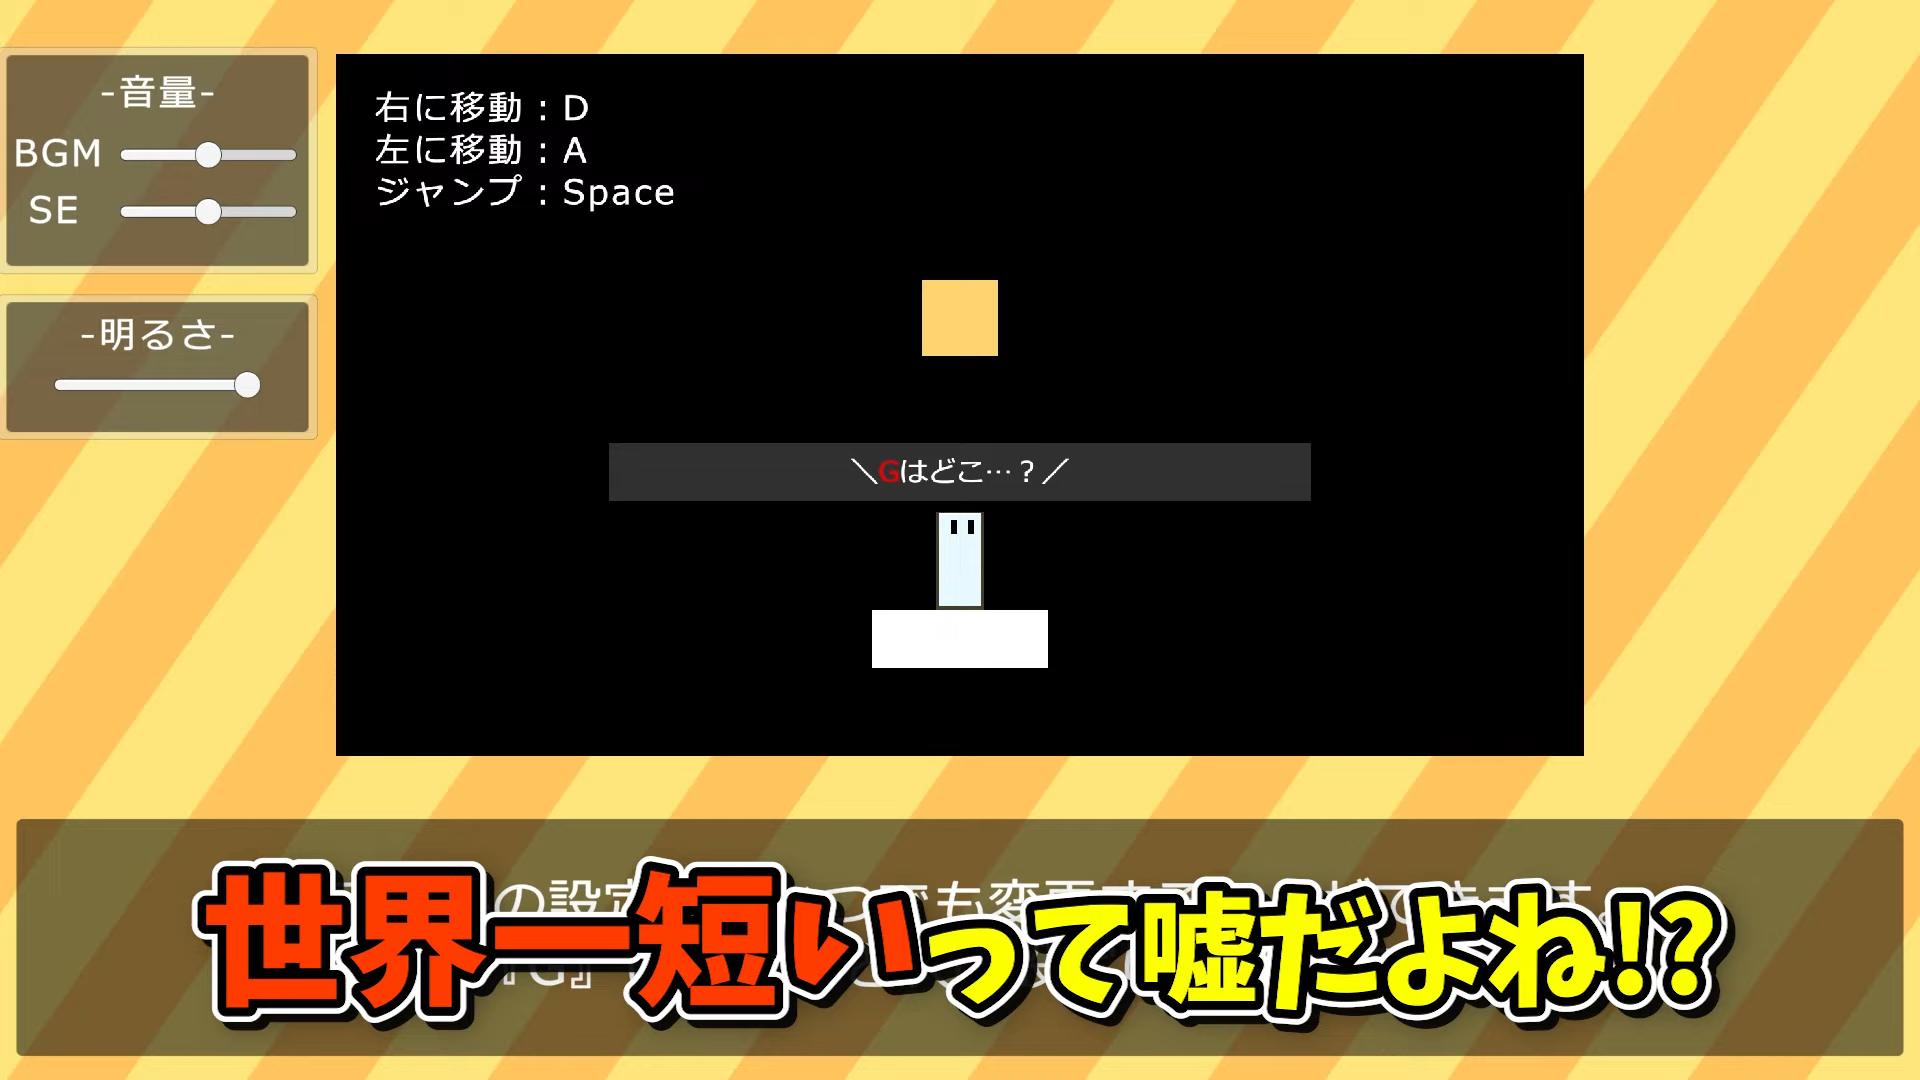 -音量-
BGM
SE
-明るさ-
右に移動：D
左に移動：A
ジャンプ：Space
＼Gはどこ…？／
世界一短いって嘘だよね!?